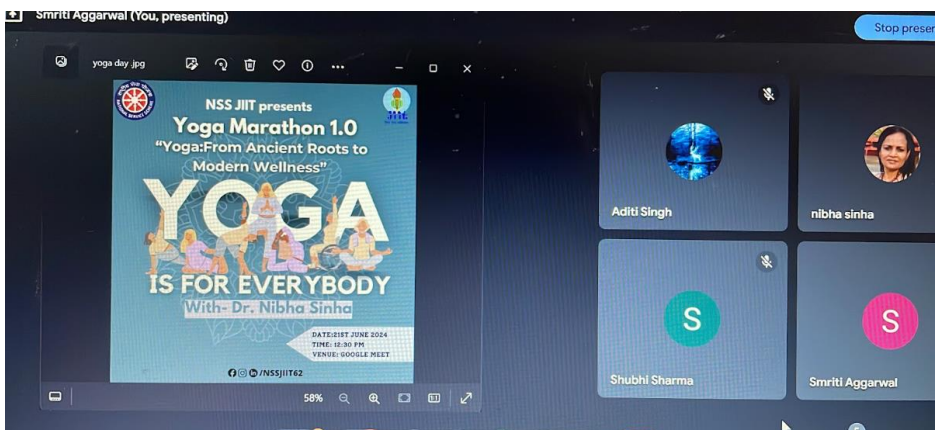 Smriti Aggarwal (You, presenting)
Stop presen
yoga day .jpg
NSS JIIT presents
Yoga Marathon 1.0
“Yoga:From Ancient Roots to
Modern Wellness”
YOGA
IS FOR EVERYBODY
With- Dr. Nibha Sinha
DATE:21ST JUNE 2024
TIME: 12:30 PM
VENUE: GOOGLE MEET
/NSSJIIT62
58%
1:1
Aditi Singh
nibha sinha
S
Shubhi Sharma
S
Smriti Aggarwal